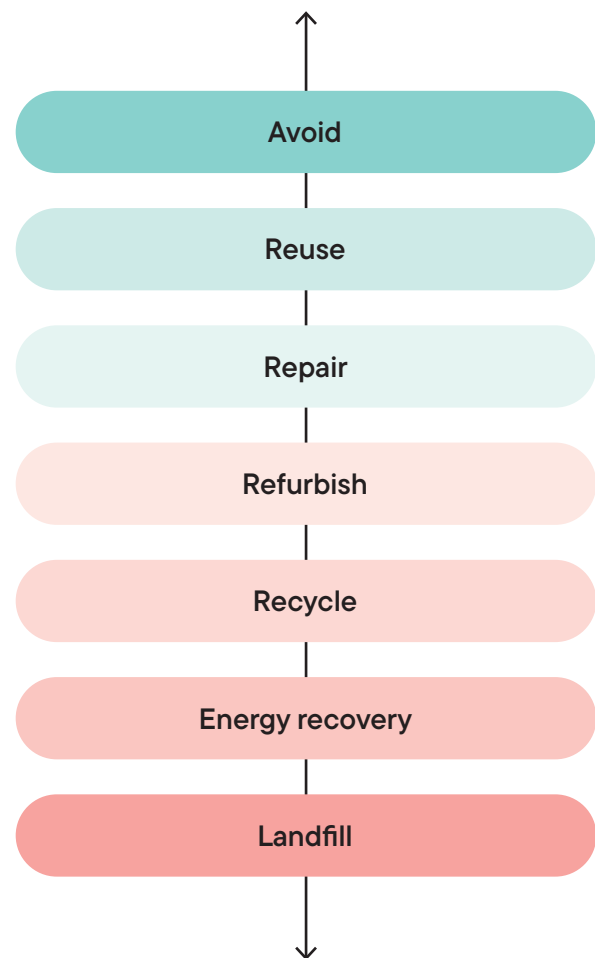 Avoid
Reuse
Repair
Refurbish
Recycle
Energy recovery
Landfill